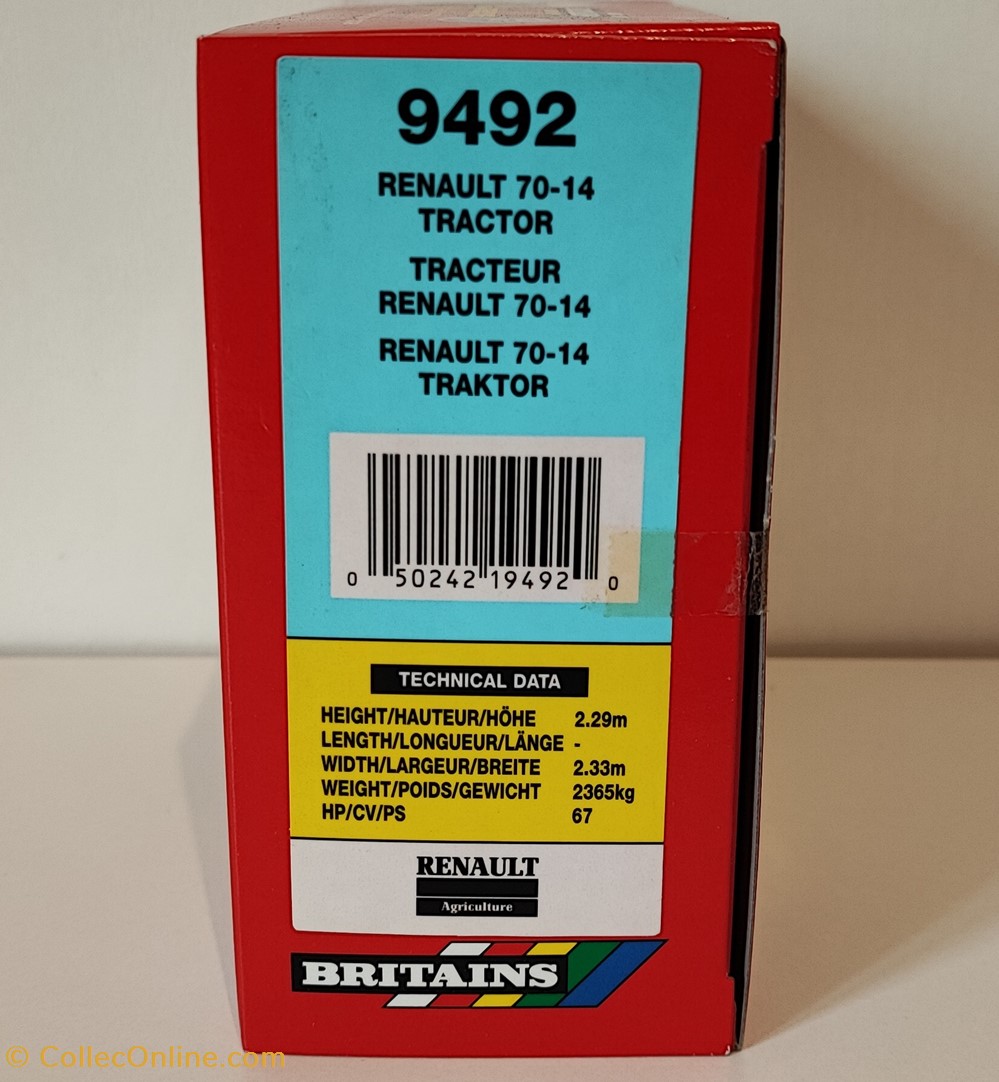 9492
RENAULT 70-14
TRACTOR
TRACTEUR
RENAULT 70-14
RENAULT 70-14
TRAKTOR
0 50242 19492 0
TECHNICAL DATA
HEIGHT/HAUTEUR/HÖHE 2.29m
LENGTH/LONGUEUR/LÄNGE -
WIDTH/LARGEUR/BREITE 2.33m
WEIGHT/POIDS/GEWICHT 2365kg
HP/CV/PS 67
RENAULT
Agriculture
BRITAINS
© CollecOnline.com